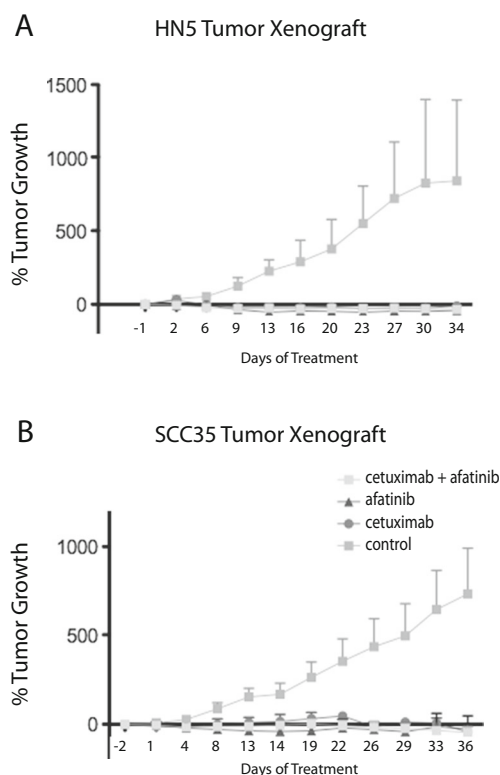 A
HN5 Tumor Xenograft
1500
1000
500
0
% Tumor Growth
-1 2 6 9 13 16 20 23 27 30 34
Days of Treatment
B
SCC35 Tumor Xenograft
cetuximab + afatinib
afatinib
cetuximab
control
1000
500
0
% Tumor Growth
-2 1 4 8 13 14 19 22 26 29 33 36
Days of Treatment